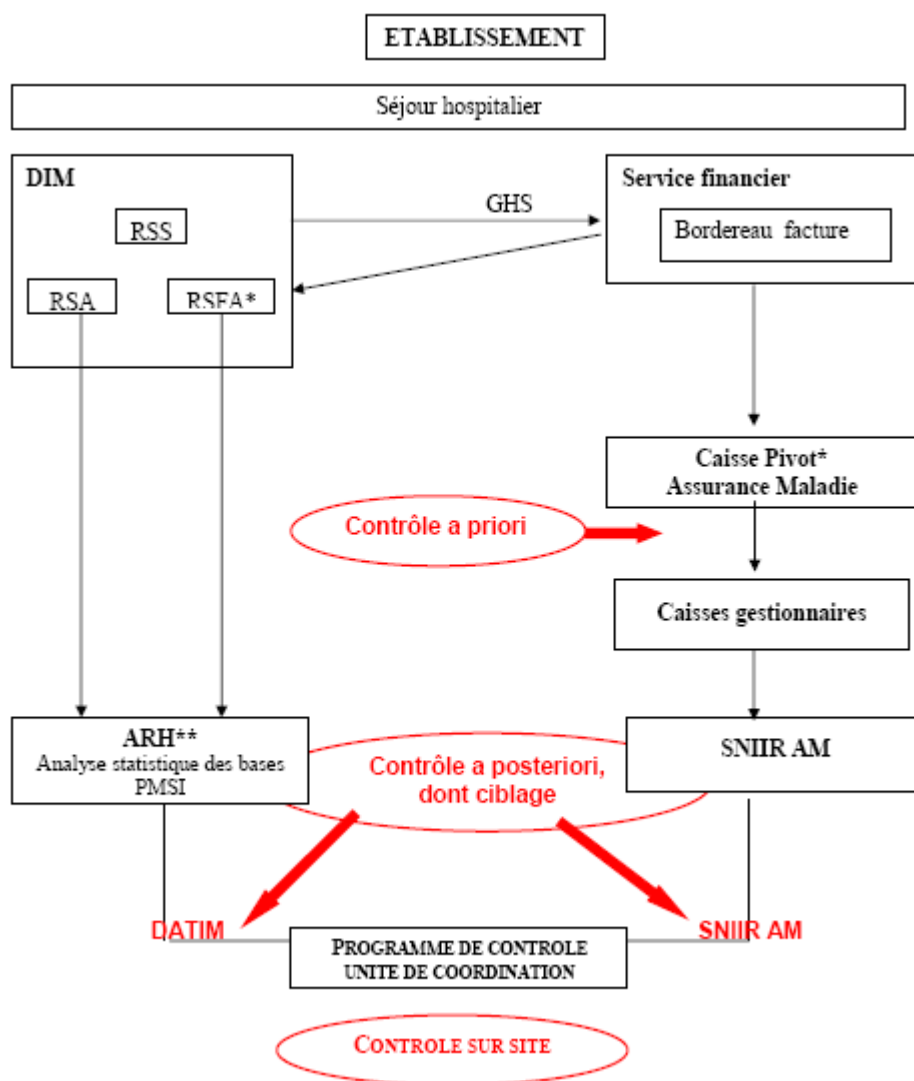 ETABLISSEMENT
Séjour hospitalier
DIM
RSS
RSA
RSFA*
GHS
Service financier
Bordereau facture
Caisse Pivot*
Assurance Maladie
Contrôle a priori
Caisses gestionnaires
ARH**
Analyse statistique des bases
PMSI
Contrôle a posteriori,
dont ciblage
SNIIR AM
DATIM
SNIIR AM
PROGRAMME DE CONTROLE
UNITE DE COORDINATION
CONTROLE SUR SITE